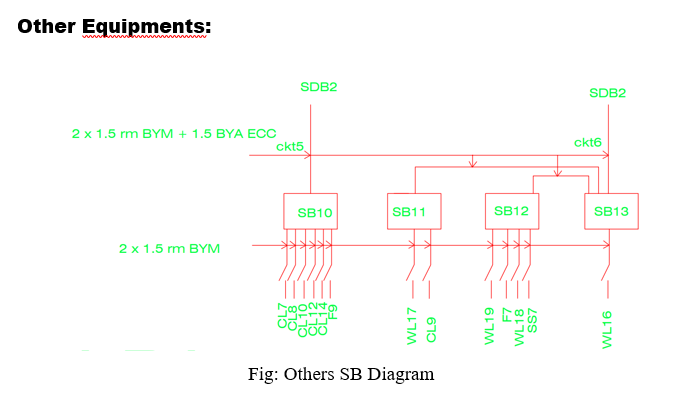 Other Equipments:
SDB2
SDB2
2 x 1.5 rm BYM + 1.5 BYA ECC
ckt5
ckt6
SB10
SB11
SB12
SB13
2 x 1.5 rm BYM
CL7
CL8
CL10
CL12
CL14
F9
WL17
CL9
WL19
F7
WL18
SS7
WL16
Fig: Others SB Diagram